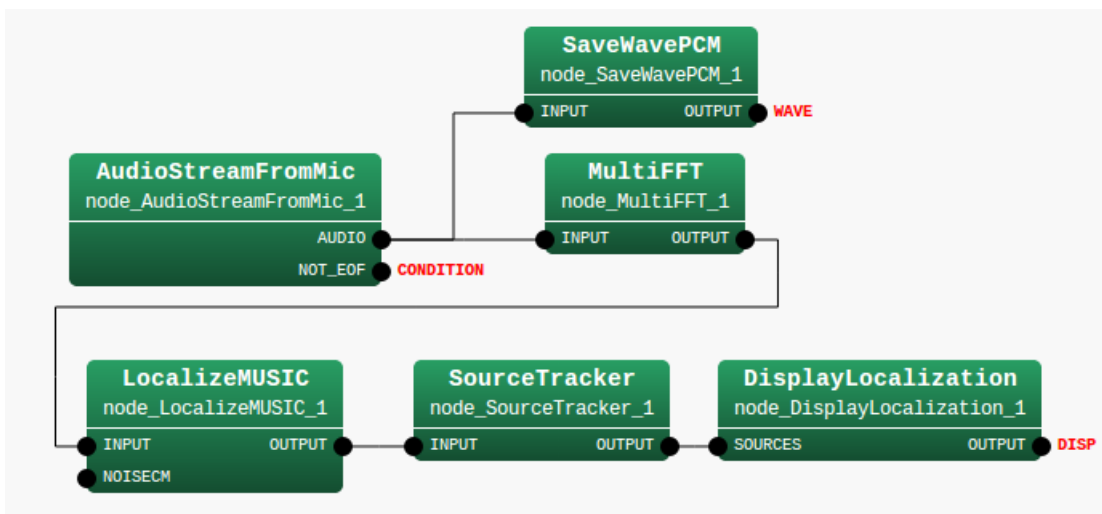 SaveWavePCM
node_SaveWavePCM_1
INPUT OUTPUT WAVE
AudioStreamFromMic
node_AudioStreamFromMic_1
AUDIO
NOT_EOF CONDITION
MultiFFT
node_MultiFFT_1
INPUT OUTPUT
LocalizeMUSIC
node_LocalizeMUSIC_1
INPUT OUTPUT
NOISECM
SourceTracker
node_SourceTracker_1
INPUT OUTPUT
DisplayLocalization
node_DisplayLocalization_1
SOURCES OUTPUT DISP